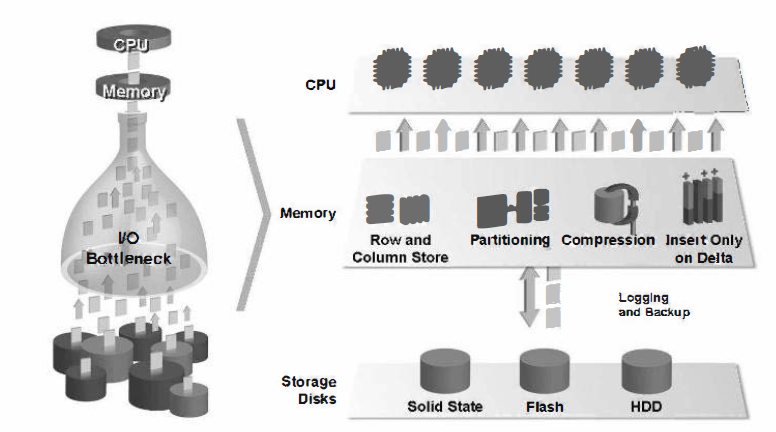 CPU
Memory
I/O
Bottleneck
CPU
Memory
Row and
Column Store
Partitioning
Compression
Insert Only
on Delta
Logging
and Backup
Storage
Disks
Solid State
Flash
HDD